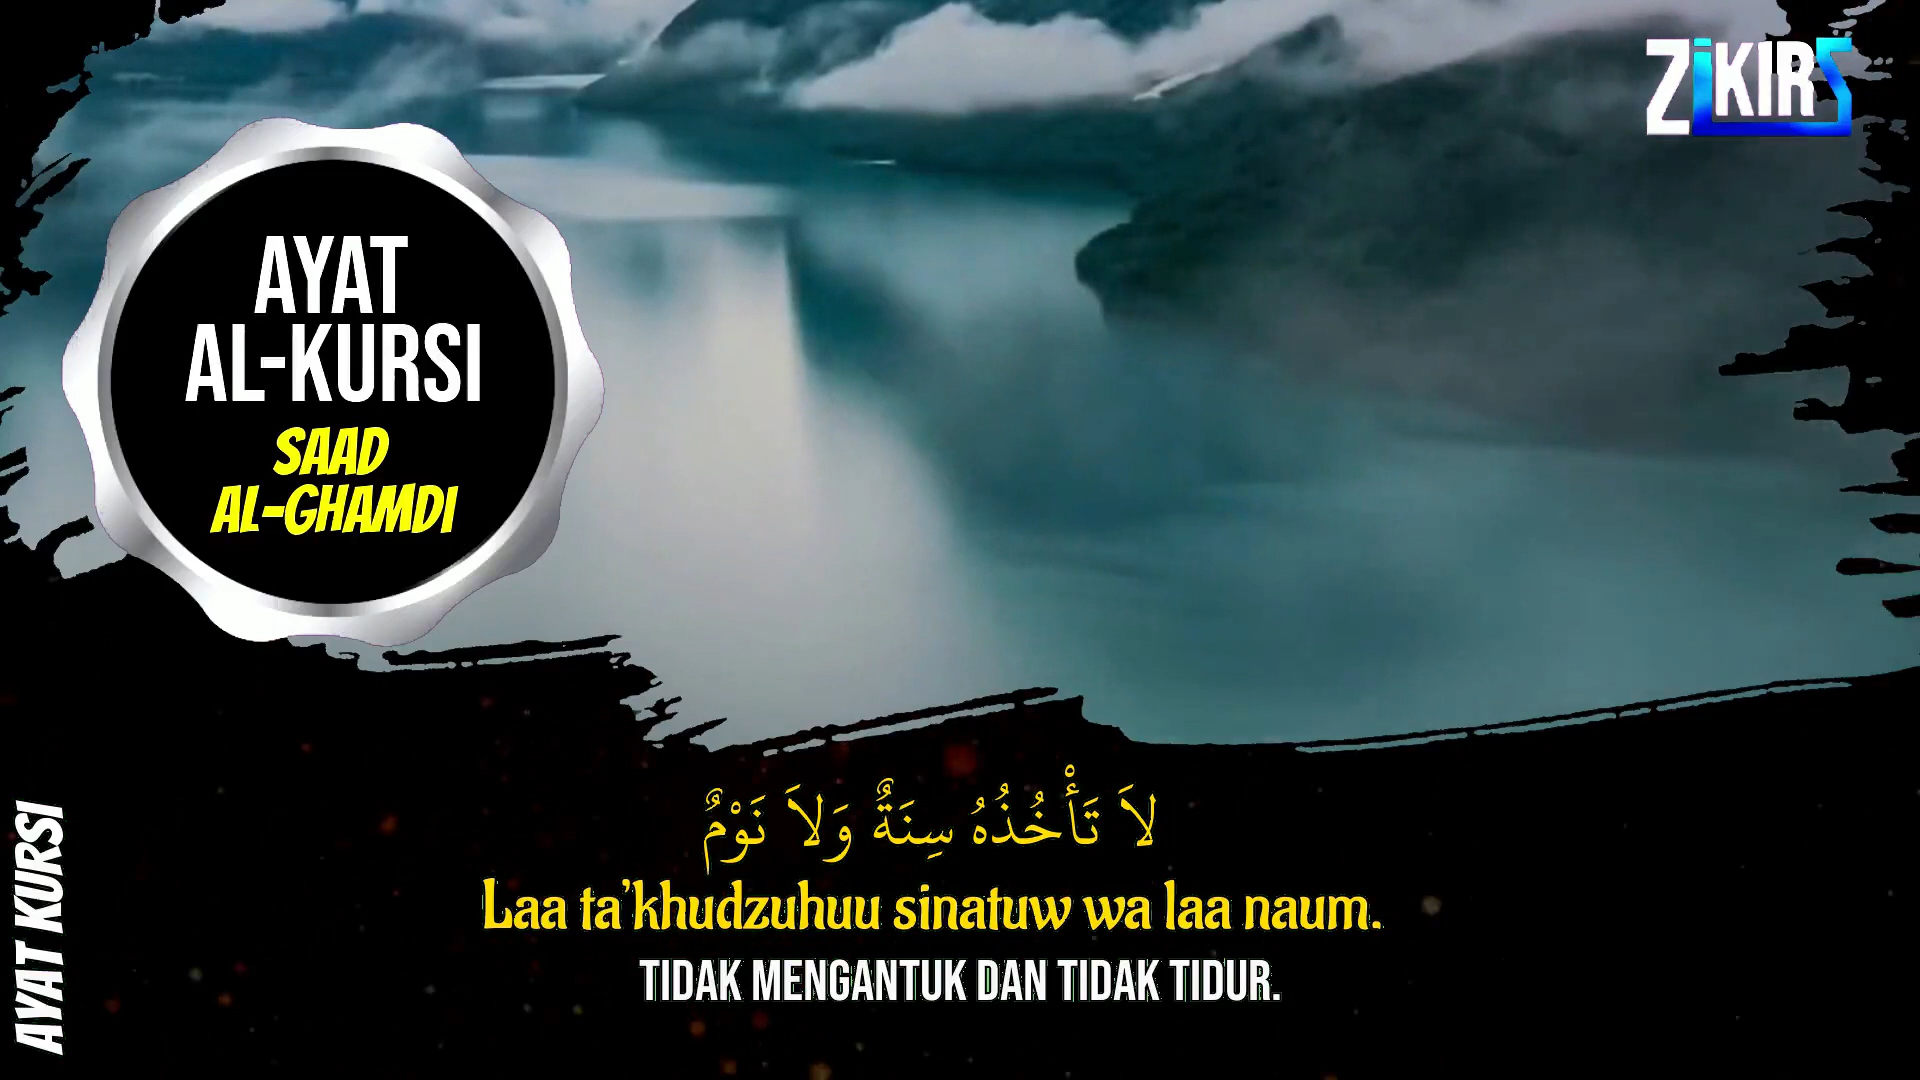 ZiKIRS
AYAT
AL-KURSI
SAAD
AL-GHAMDI
لاَ تَأْخُذُهُ سِنَةٌ وَلاَ نَوْمٌ
Laa ta'khudzuhuu sinatuw wa laa naum.
TIDAK MENGANTUK DAN TIDAK TIDUR.
AYAT KURSI